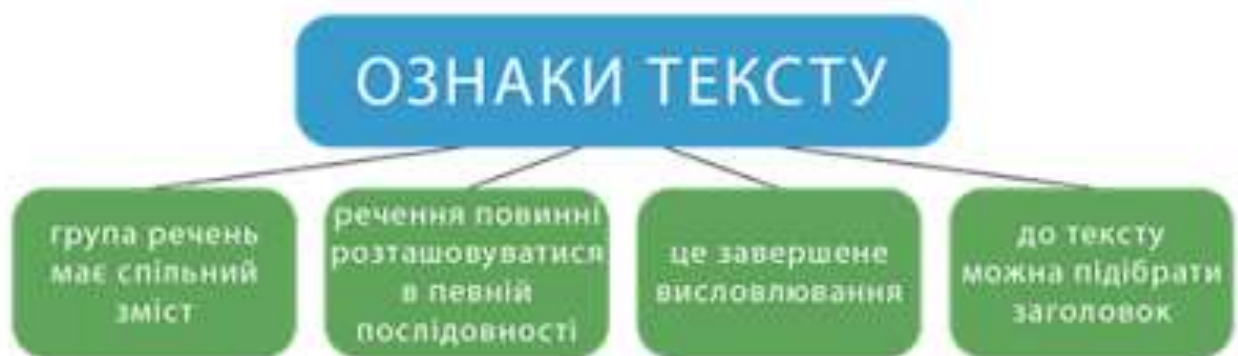 ОЗНАКИ ТЕКСТУ
група речень
має спільний
зміст
речення повинні
розташовуватися
в певній
послідовності
це завершене
висловлювання
до тексту
можна підібрати
заголовок